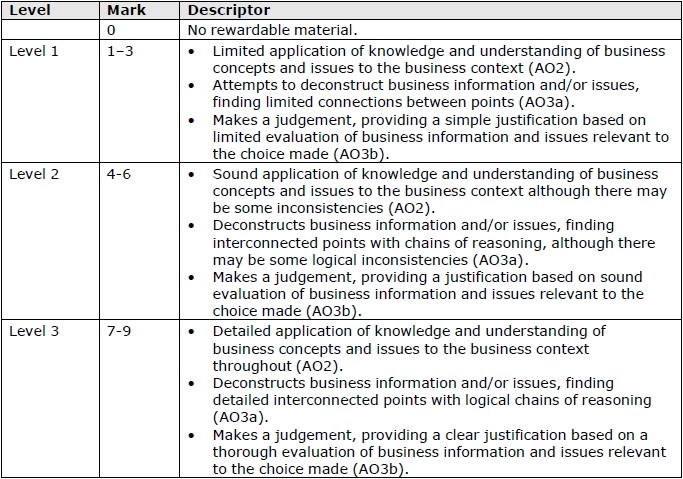 Level Mark Descriptor
0 No rewardable material.
Level 1 1–3 • Limited application of knowledge and understanding of business
concepts and issues to the business context (AO2).
• Attempts to deconstruct business information and/or issues,
finding limited connections between points (AO3a).
• Makes a judgement, providing a simple justification based on
limited evaluation of business information and issues relevant to
the choice made (AO3b).
Level 2 4-6 • Sound application of knowledge and understanding of business
concepts and issues to the business context although there may
be some inconsistencies (AO2).
• Deconstructs business information and/or issues, finding
interconnected points with chains of reasoning, although there
may be some logical inconsistencies (AO3a).
• Makes a judgement, providing a justification based on sound
evaluation of business information and issues relevant to the
choice made (AO3b).
Level 3 7-9 • Detailed application of knowledge and understanding of
business concepts and issues to the business context
throughout (AO2).
• Deconstructs business information and/or issues, finding
detailed interconnected points with logical chains of reasoning
(AO3a).
• Makes a judgement, providing a clear justification based on a
thorough evaluation of business information and issues relevant
to the choice made (AO3b).